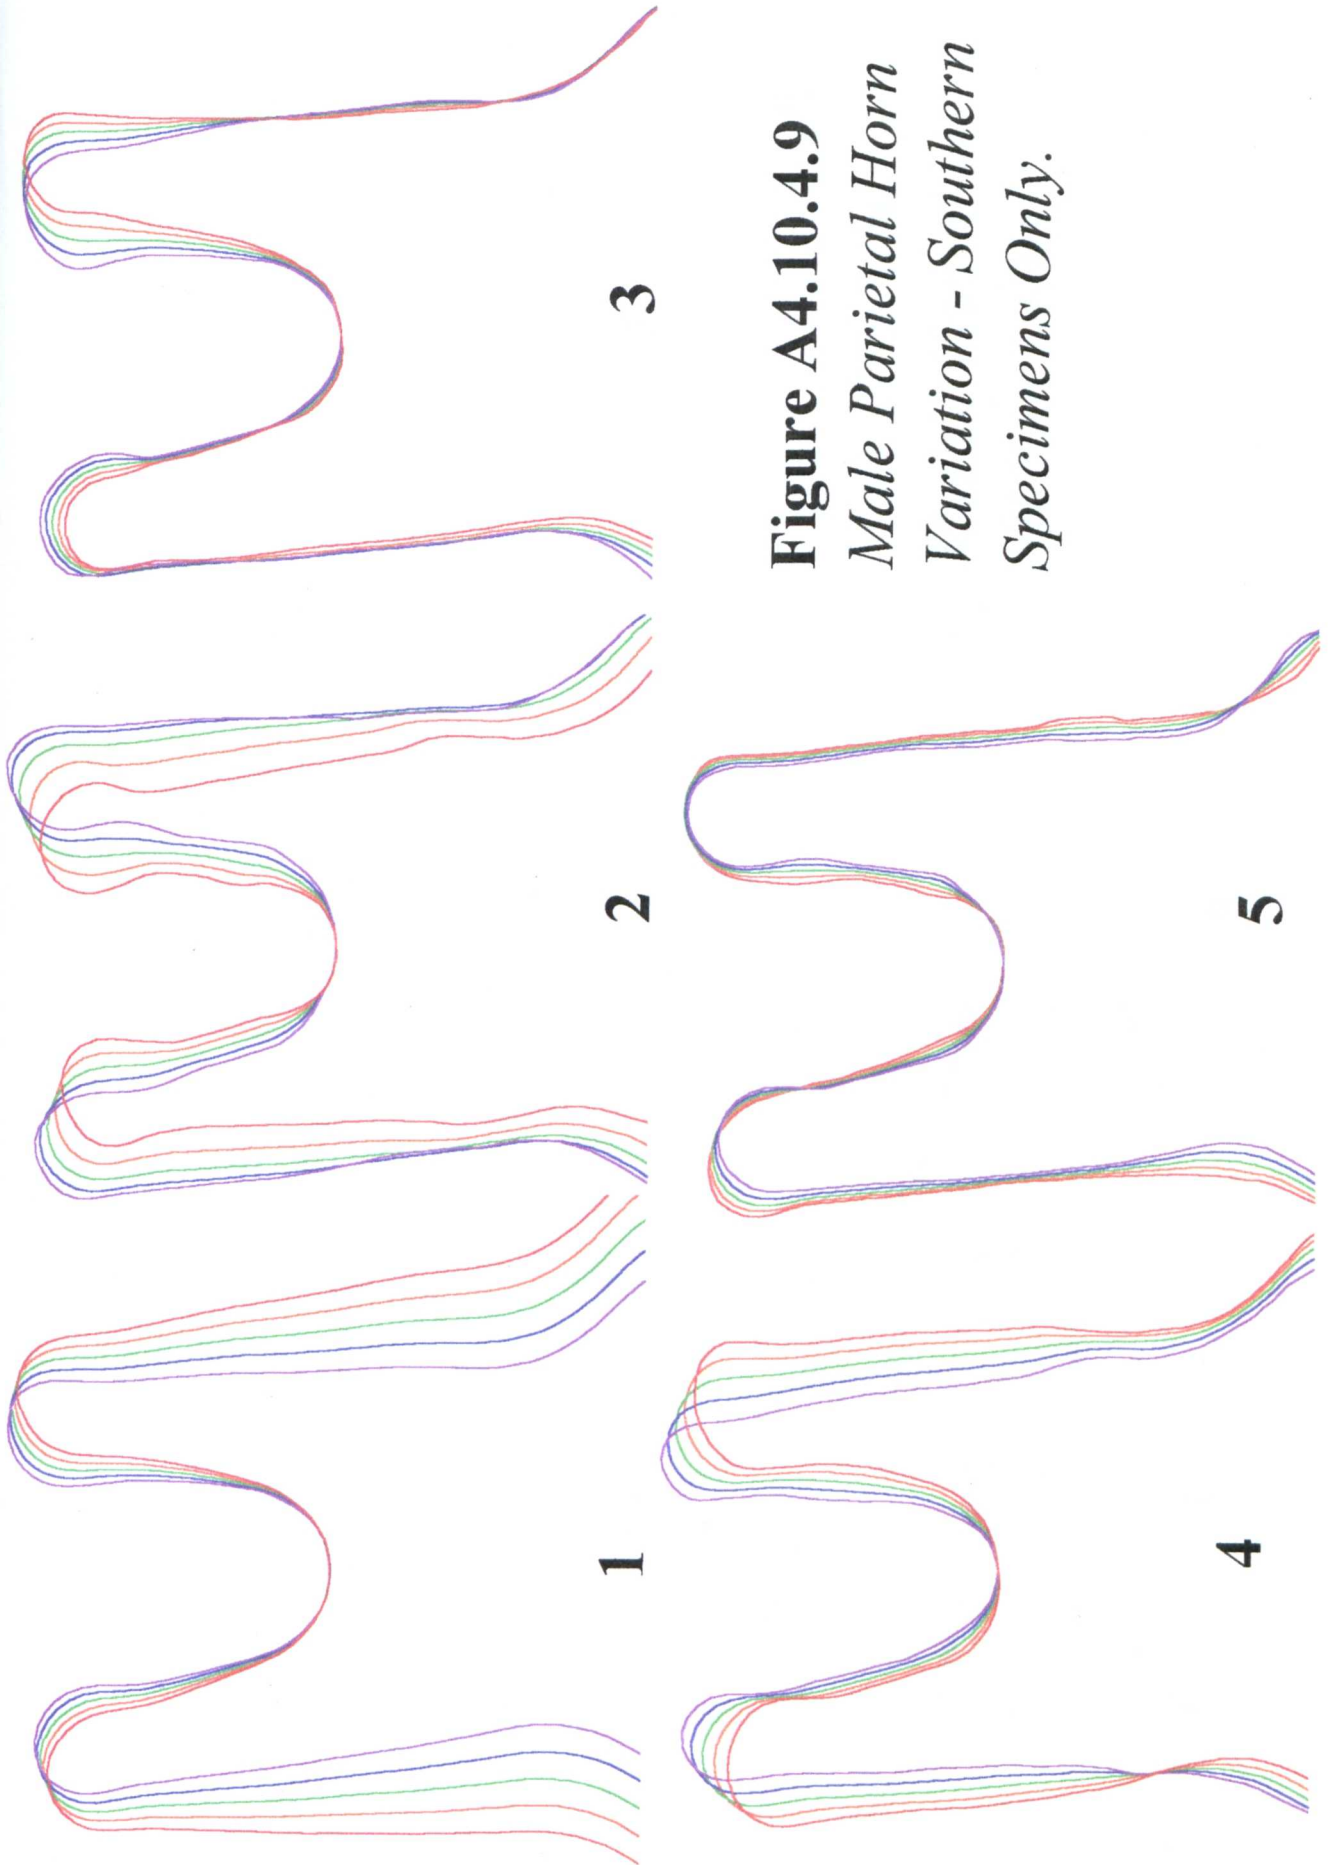 1
2
3
4
5
Figure A4.10.4.9
Male Parietal Horn
Variation - Southern
Specimens Only.